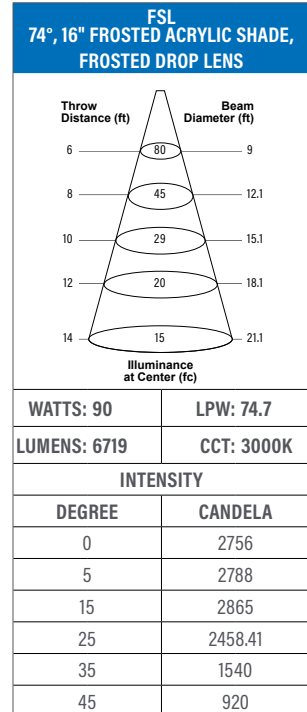 FSL
74°, 16" FROSTED ACRYLIC SHADE,
FROSTED DROP LENS
Throw Beam
Distance (ft) Diameter (ft)
6 80 9
8 45 12.1
10 29 15.1
12 20 18.1
14 15 21.1
Illuminance
at Center (fc)
WATTS: 90 LPW: 74.7
LUMENS: 6719 CCT: 3000K
INTENSITY
DEGREE CANDELA
0 2756
5 2788
15 2865
25 2458.41
35 1540
45 920